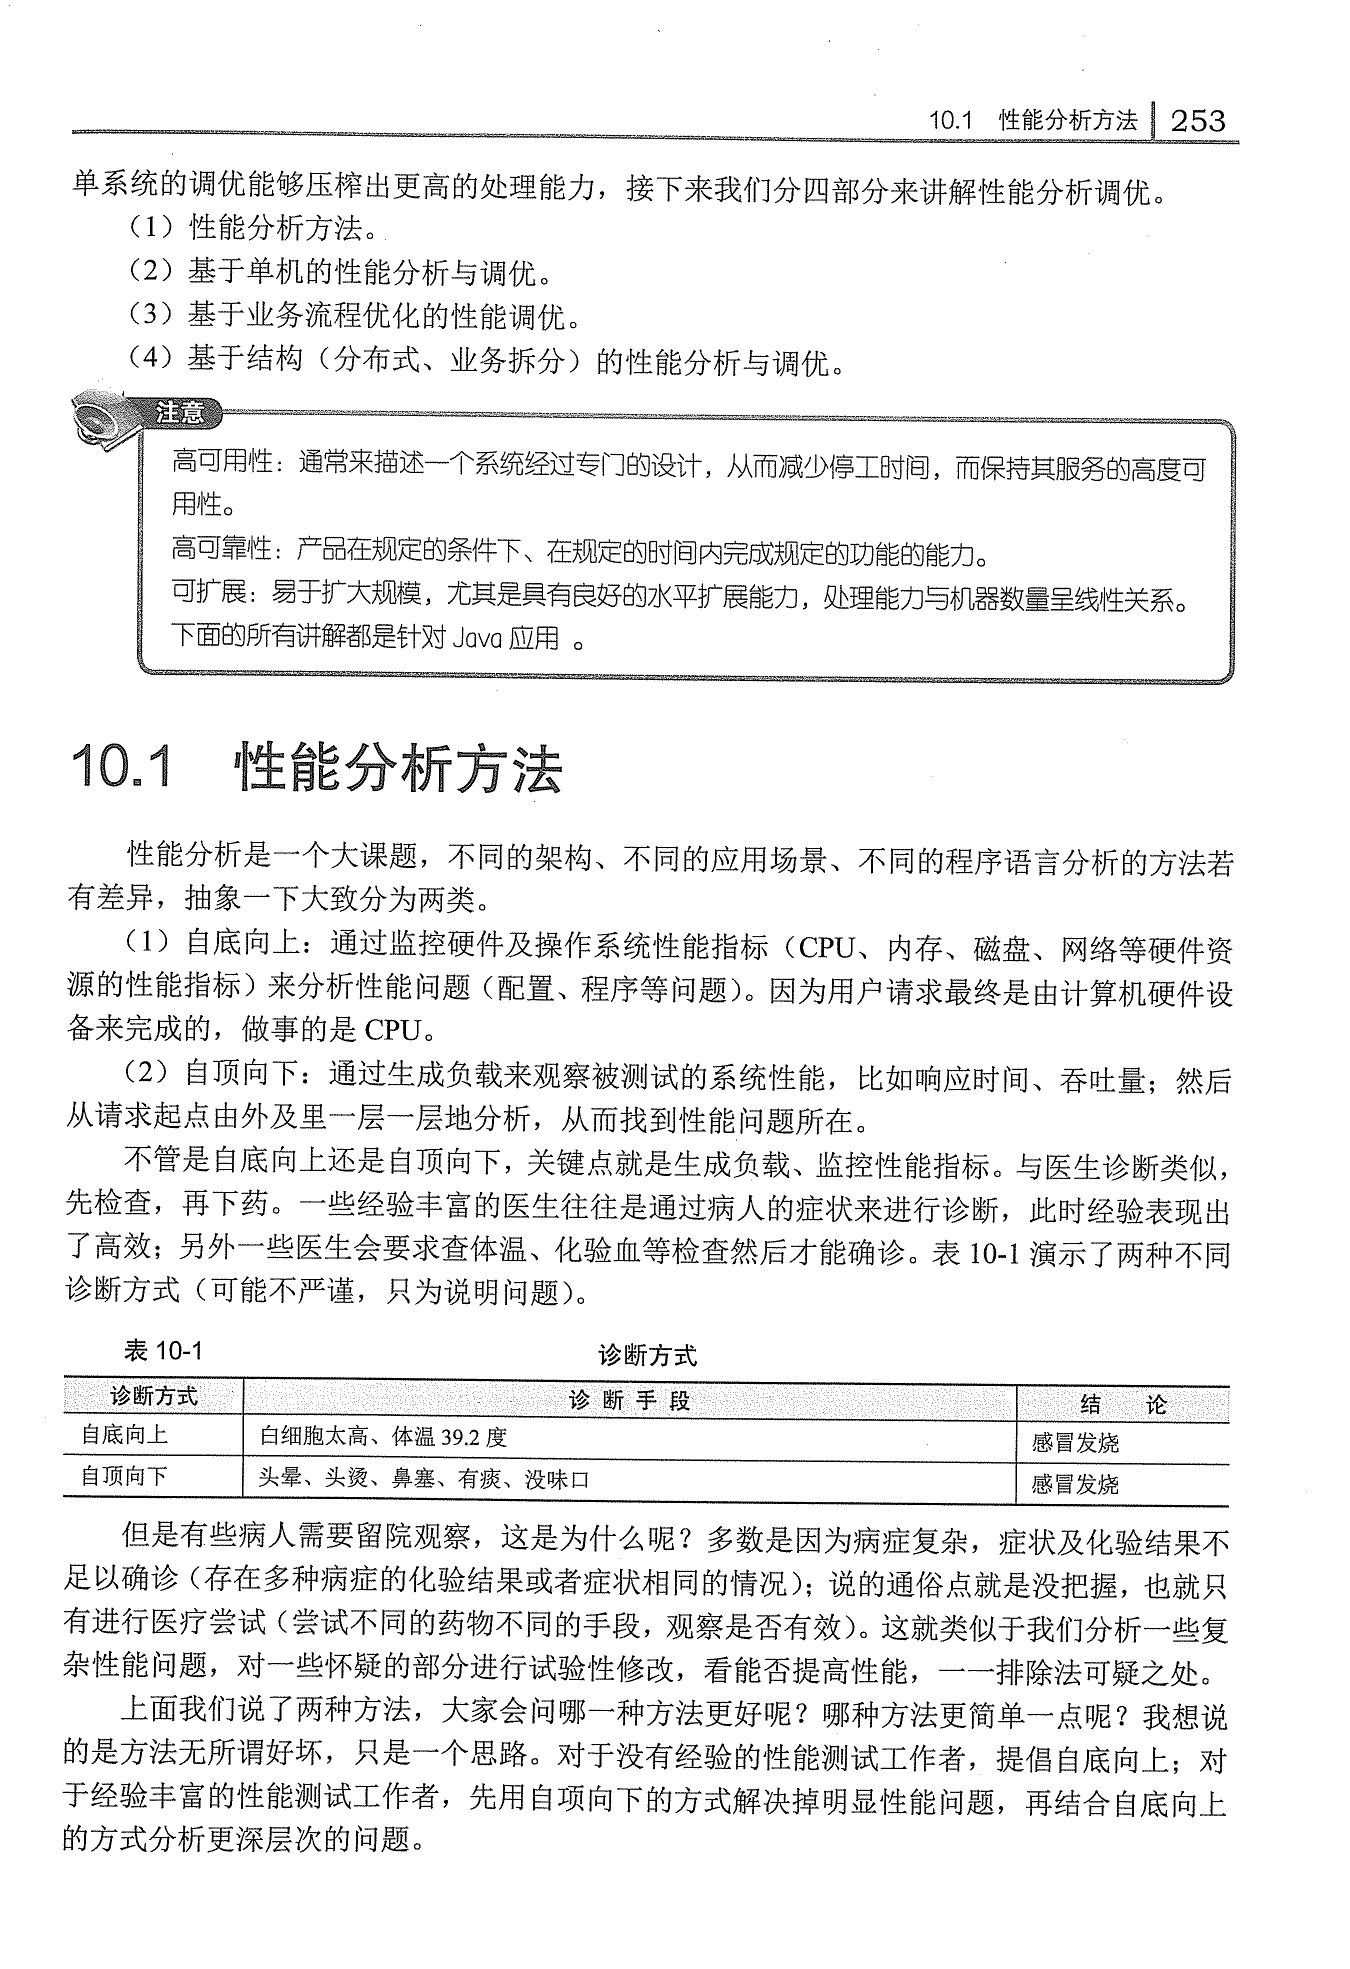 10.1 性能分析方法 253
单系统的调优能够压榨出更高的处理能力，接下来我们分四部分来讲解性能分析调优。
（1）性能分析方法。
（2）基于单机的性能分析与调优。
（3）基于业务流程优化的性能调优。
（4）基于结构（分布式、业务拆分）的性能分析与调优。
注意
高可用性：通常来描述一个系统经过专门的设计，从而减少停工时间，而保持其服务的高度可
用性。
高可靠性：产品在规定的条件下、在规定的时间内完成规定的功能的能力。
可扩展：易于扩大规模，尤其是具有良好的水平扩展能力，处理能力与机器数量呈线性关系。
下面的所有讲解都是针对 Java 应用 。
10.1 性能分析方法
性能分析是一个大课题，不同的架构、不同的应用场景、不同的程序语言分析的方法若
有差异，抽象一下大致分为两类。
（1）自底向上：通过监控硬件及操作系统性能指标（CPU、内存、磁盘、网络等硬件资
源的性能指标）来分析性能问题（配置、程序等问题）。因为用户请求最终是由计算机硬件设
备来完成的，做事的是 CPU。
（2）自顶向下：通过生成负载来观察被测试的系统性能，比如响应时间、吞吐量；然后
从请求起点由外及里一层一层地分析，从而找到性能问题所在。
不管是自底向上还是自顶向下，关键点就是生成负载、监控性能指标。与医生诊断类似，
先检查，再下药。一些经验丰富的医生往往是通过病人的症状来进行诊断，此时经验表现出
了高效；另外一些医生会要求查体温、化验血等检查然后才能确诊。表 10-1 演示了两种不同
诊断方式（可能不严谨，只为说明问题）。
表 10-1 诊断方式
诊断方式 诊 断 手 段 结 论
自底向上 白细胞太高、体温 39.2 度 感冒发烧
自顶向下 头晕、头烫、鼻塞、有痰、没味口 感冒发烧
但是有些病人需要留院观察，这是为什么呢？多数是因为病症复杂，症状及化验结果不
足以确诊（存在多种病症的化验结果或者症状相同的情况）；说的通俗点就是没把握，也就只
有进行医疗尝试（尝试不同的药物不同的手段，观察是否有效）。这就类似于我们分析一些复
杂性能问题，对一些怀疑的部分进行试验性修改，看能否提高性能，一一排除法可疑之处。
上面我们说了两种方法，大家会问哪一种方法更好呢？哪种方法更简单一点呢？我想说
的是方法无所谓好坏，只是一个思路。对于没有经验的性能测试工作者，提倡自底向上；对
于经验丰富的性能测试工作者，先用自项向下的方式解决掉明显性能问题，再结合自底向上
的方式分析更深层次的问题。